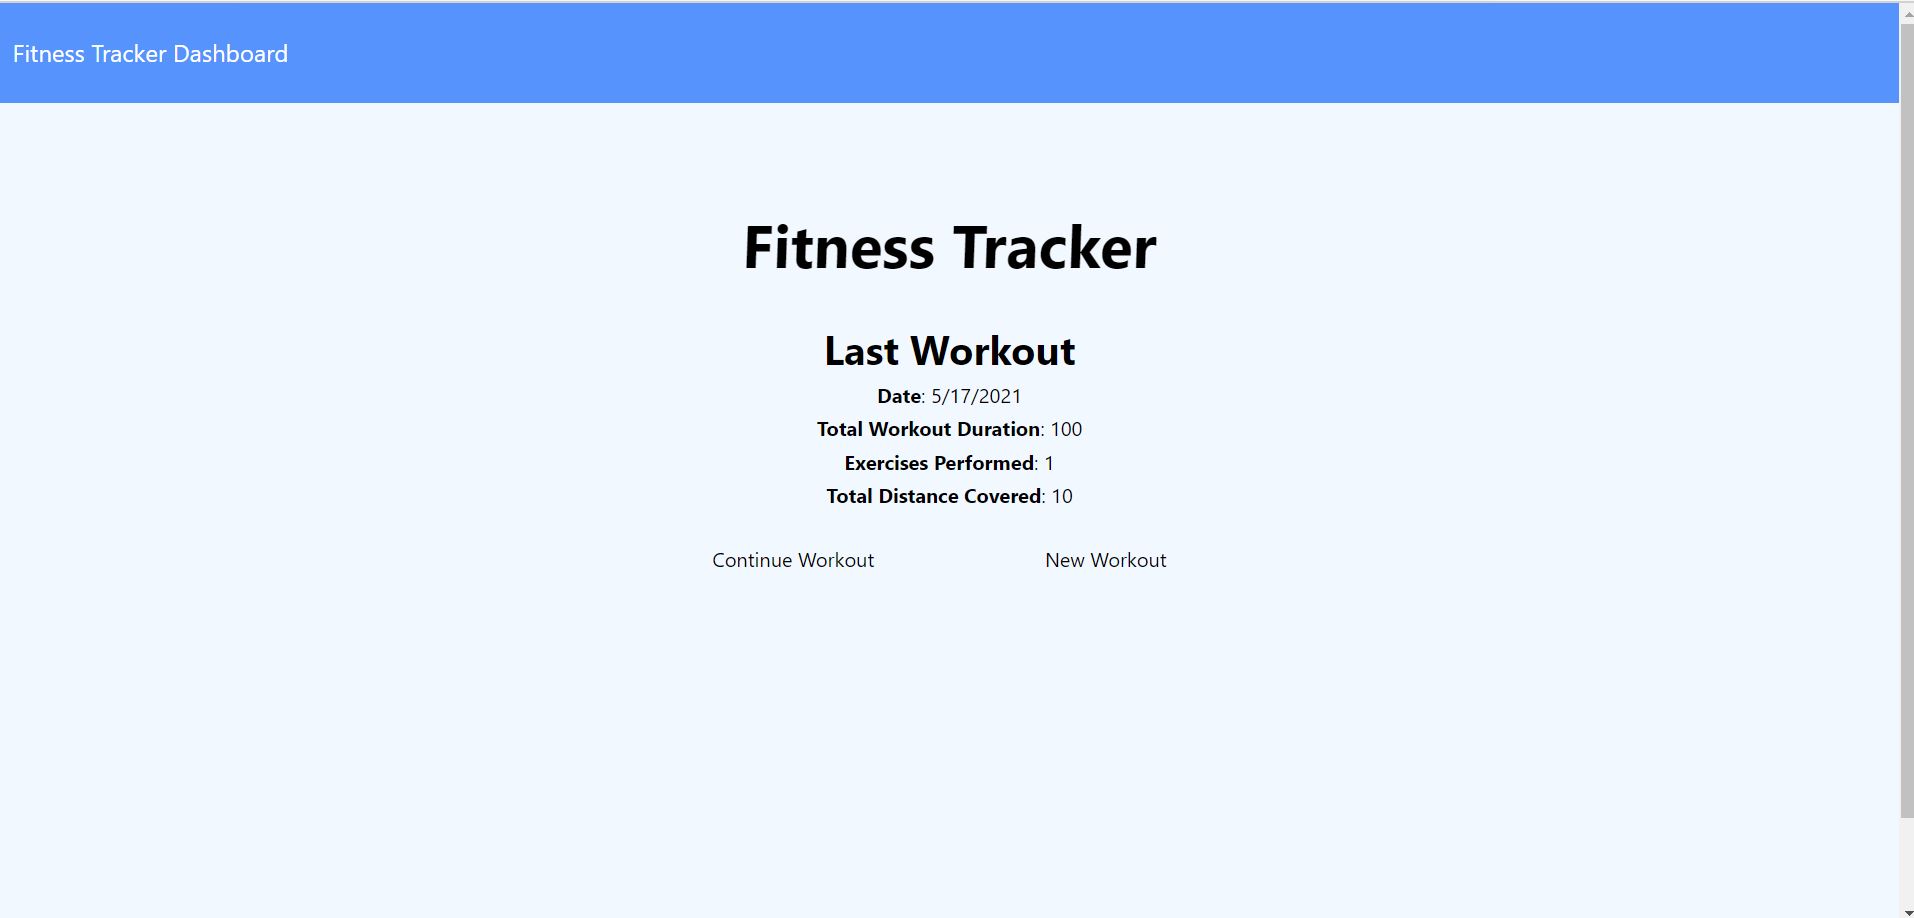 Fitness Tracker Dashboard
Fitness Tracker
Last Workout
Date: 5/17/2021
Total Workout Duration: 100
Exercises Performed: 1
Total Distance Covered: 10
Continue Workout New Workout